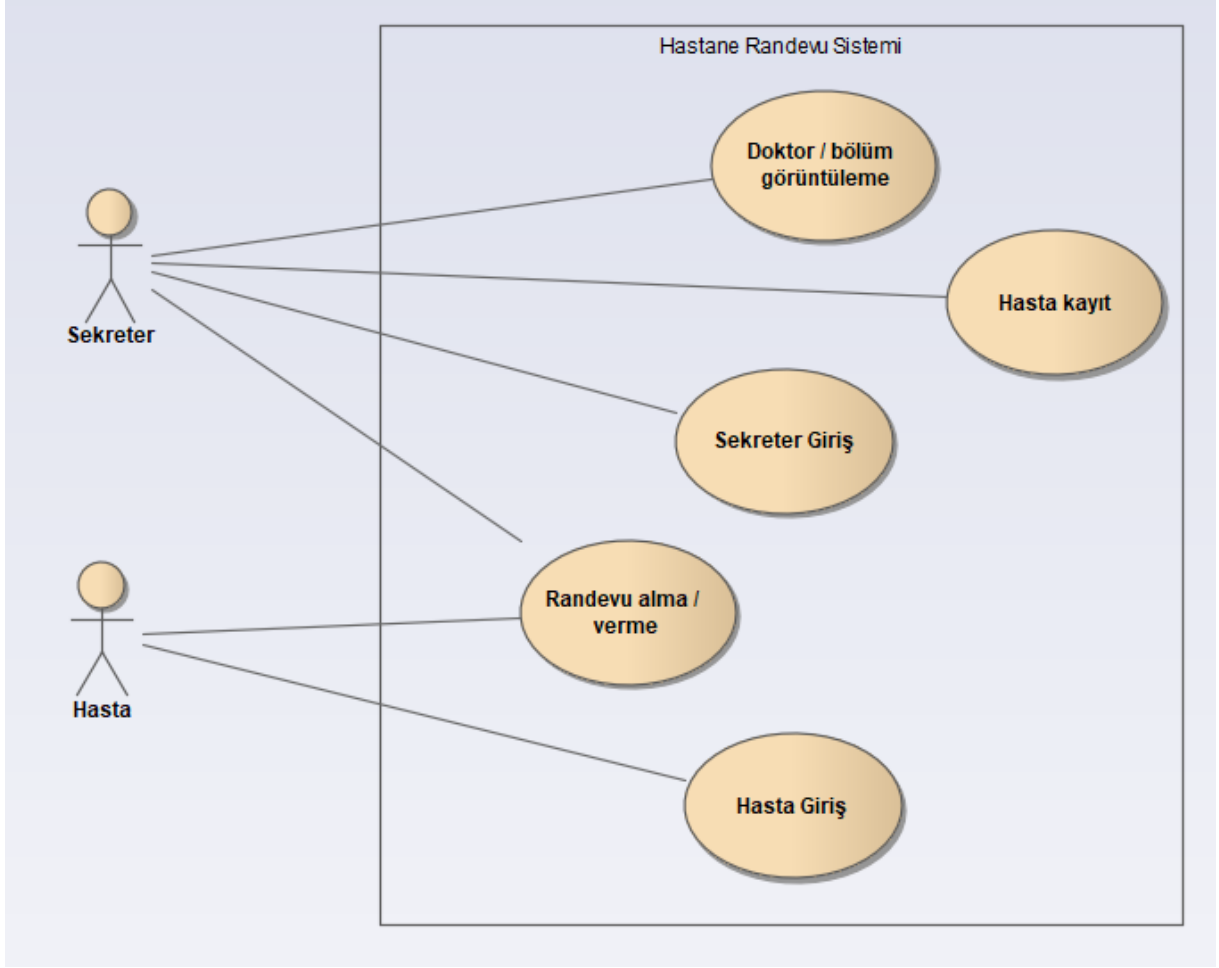 Hastane Randevu Sistemi
Doktor / bölüm
görüntüleme
Hasta kayıt
Sekreter
Sekreter Giriş
Randevu alma /
verme
Hasta
Hasta Giriş